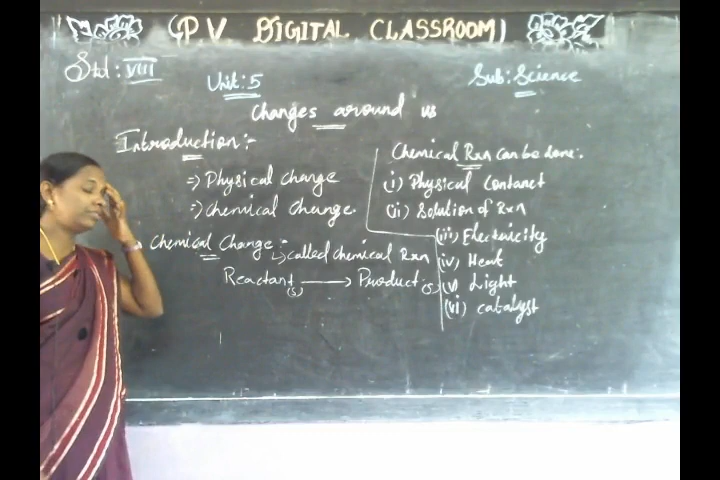 (PV DIGITAL CLASSROOM)
Std: VIII
Unit: 5
Sub: Science
Changes around us
Introduction:-
=> Physical change
=> chemical change.
Chemical Change:-
called chemical Rxn
Reactant(s) → Product(s)
Chemical Rxn can be done:.
(i) Physical Contact
(ii) Solution of Rxn
(iii) Electricity
(iv) Heat
(v) Light
(vi) catalyst